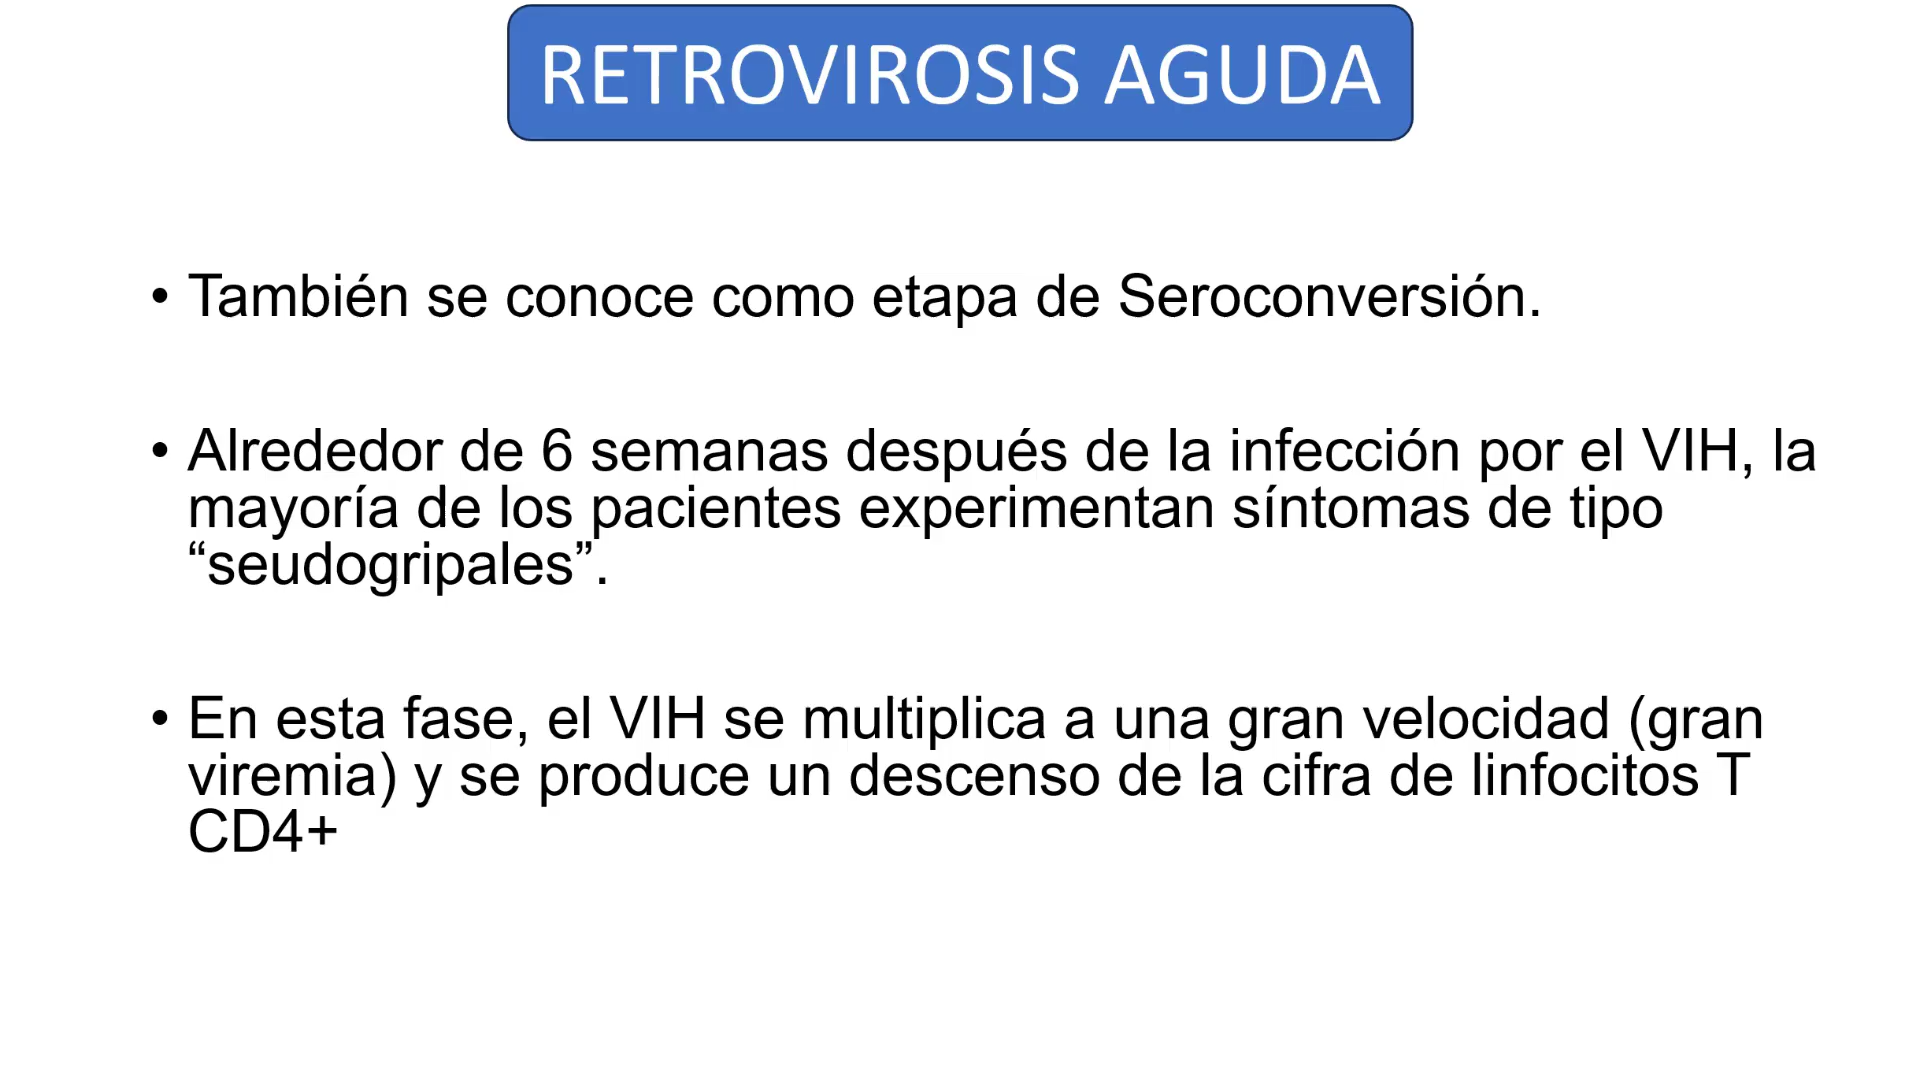 RETROVIROSIS AGUDA
• También se conoce como etapa de Seroconversión.
• Alrededor de 6 semanas después de la infección por el VIH, la
mayoría de los pacientes experimentan síntomas de tipo
“seudogripales”.
• En esta fase, el VIH se multiplica a una gran velocidad (gran
viremia) y se produce un descenso de la cifra de linfocitos T
CD4+